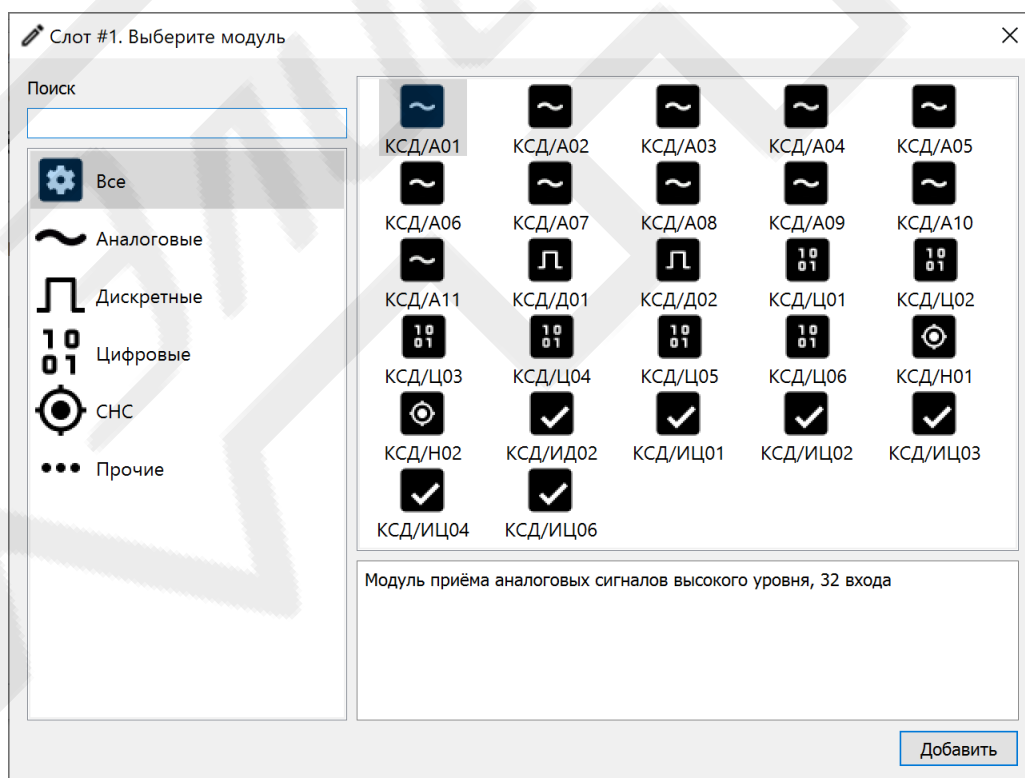 Слот #1. Выберите модуль
Поиск
Все
Аналоговые
Дискретные
Цифровые
СНС
Прочие
КСД/А01 КСД/А02 КСД/А03 КСД/А04 КСД/А05
КСД/А06 КСД/А07 КСД/А08 КСД/А09 КСД/А10
КСД/А11 КСД/Д01 КСД/Д02 КСД/Ц01 КСД/Ц02
КСД/Ц03 КСД/Ц04 КСД/Ц05 КСД/Ц06 КСД/Н01
КСД/Н02 КСД/ИД02 КСД/ИЦ01 КСД/ИЦ02 КСД/ИЦ03
КСД/ИЦ04 КСД/ИЦ06
Модуль приёма аналоговых сигналов высокого уровня, 32 входа
Добавить